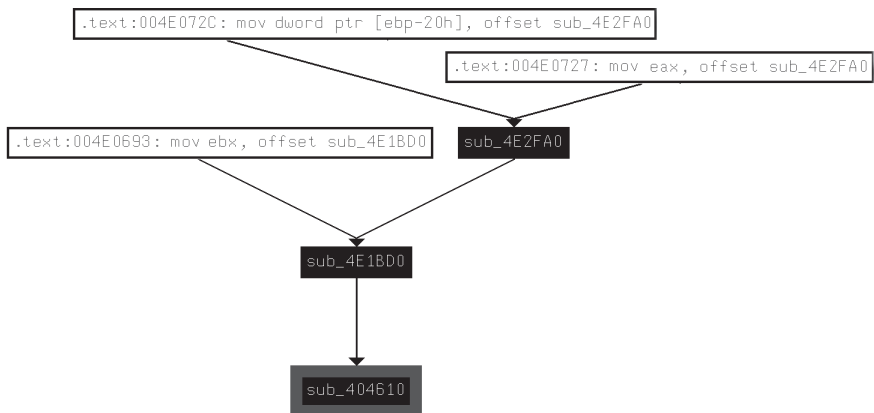 .text:004E072C: mov dword ptr [ebp-20h], offset sub_4E2FA0
.text:004E0727: mov eax, offset sub_4E2FA0
.text:004E0693: mov ebx, offset sub_4E1BD0
sub_4E2FA0
sub_4E1BD0
sub_404610